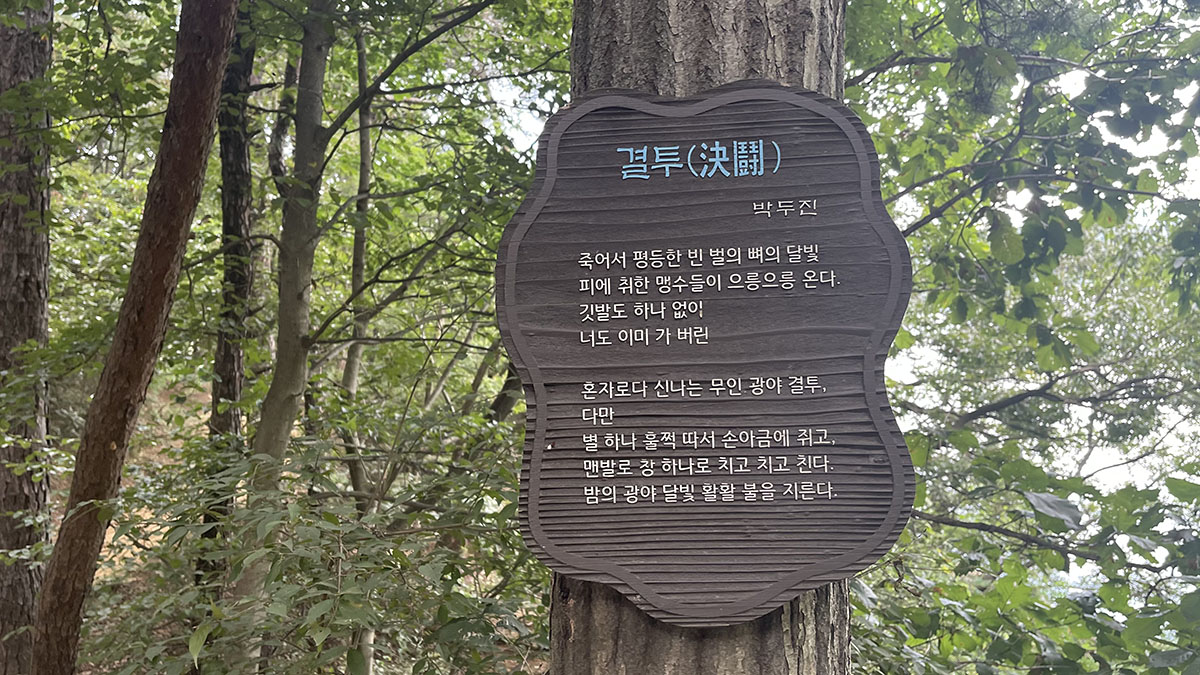 결투(決鬪)
박두진
죽어서 평등한 빈 벌의 뼈의 달빛
피에 취한 맹수들이 으릉으릉 온다.
깃발도 하나 없이
너도 이미 가 버린
혼자로다 신나는 무인 광야 결투,
다만
별 하나 훌쩍 따서 손아금에 쥐고,
맨발로 창 하나로 치고 치고 친다.
밤의 광야 달빛 활활 불을 지른다.